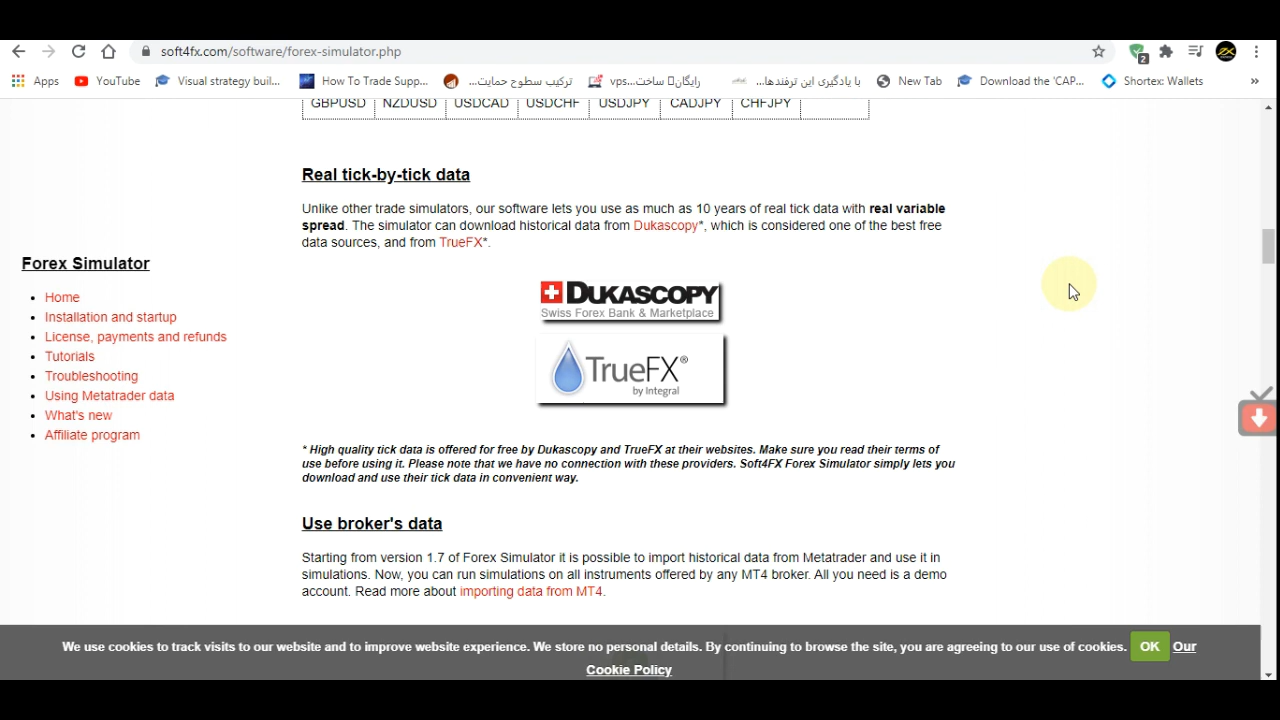 soft4fx.com/software/forex-simulator.php
2
Apps YouTube Visual strategy buil... How To Trade Supp... ترکیب سطوح حمایت... رایگان ساخت...vps با یادگیری این ترفندها... New Tab Download the 'CAP... Shortex: Wallets »
GBPUSD NZDUSD USDCAD USDCHF USDJPY CADJPY CHFJPY
Real tick-by-tick data
Unlike other trade simulators, our software lets you use as much as 10 years of real tick data with real variable
spread. The simulator can download historical data from Dukascopy*, which is considered one of the best free
data sources, and from TrueFX*.
Forex Simulator
Home
Installation and startup
License, payments and refunds
Tutorials
Troubleshooting
Using Metatrader data
What's new
Affiliate program
DUKASCOPY
Swiss Forex Bank & Marketplace
TrueFX®
by Integral
* High quality tick data is offered for free by Dukascopy and TrueFX at their websites. Make sure you read their terms of
use before using it. Please note that we have no connection with these providers. Soft4FX Forex Simulator simply lets you
download and use their tick data in convenient way.
Use broker's data
Starting from version 1.7 of Forex Simulator it is possible to import historical data from Metatrader and use it in
simulations. Now, you can run simulations on all instruments offered by any MT4 broker. All you need is a demo
account. Read more about importing data from MT4.
We use cookies to track visits to our website and to improve website experience. We store no personal details. By continuing to browse the site, you are agreeing to our use of cookies. OK Our
Cookie Policy